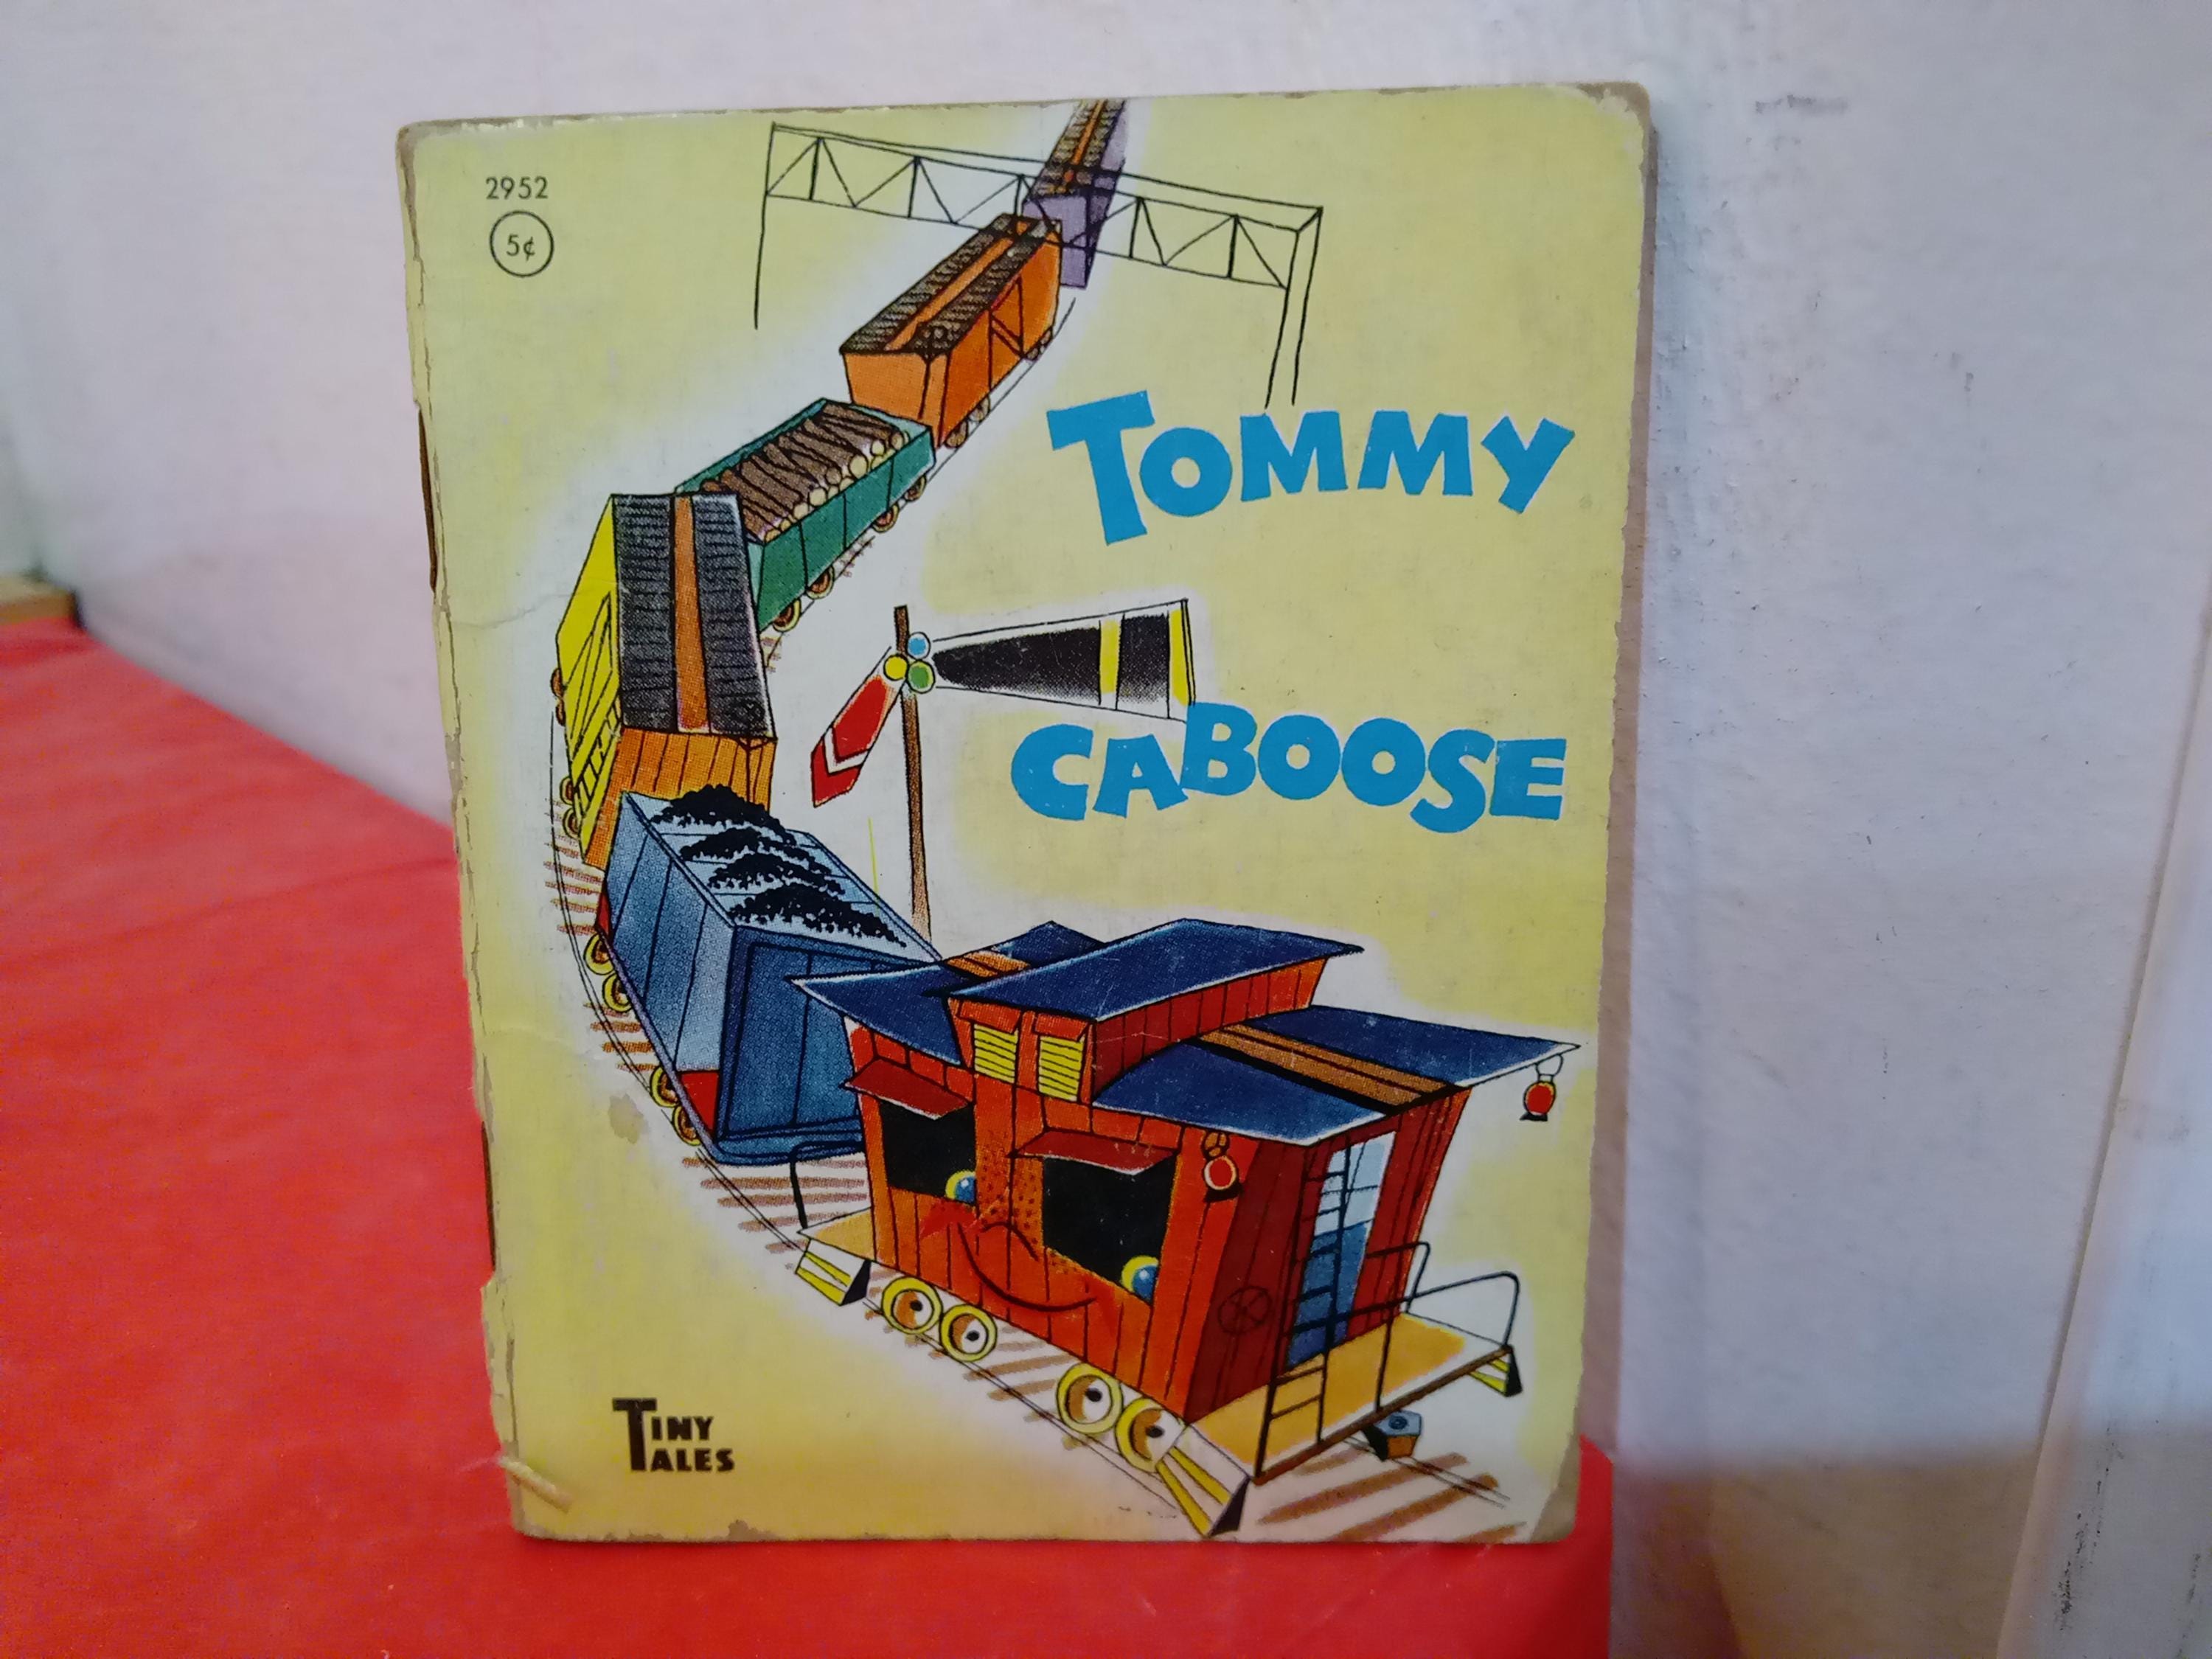 2952
5¢
TOMMY
CABOOSE
TINY
TALES